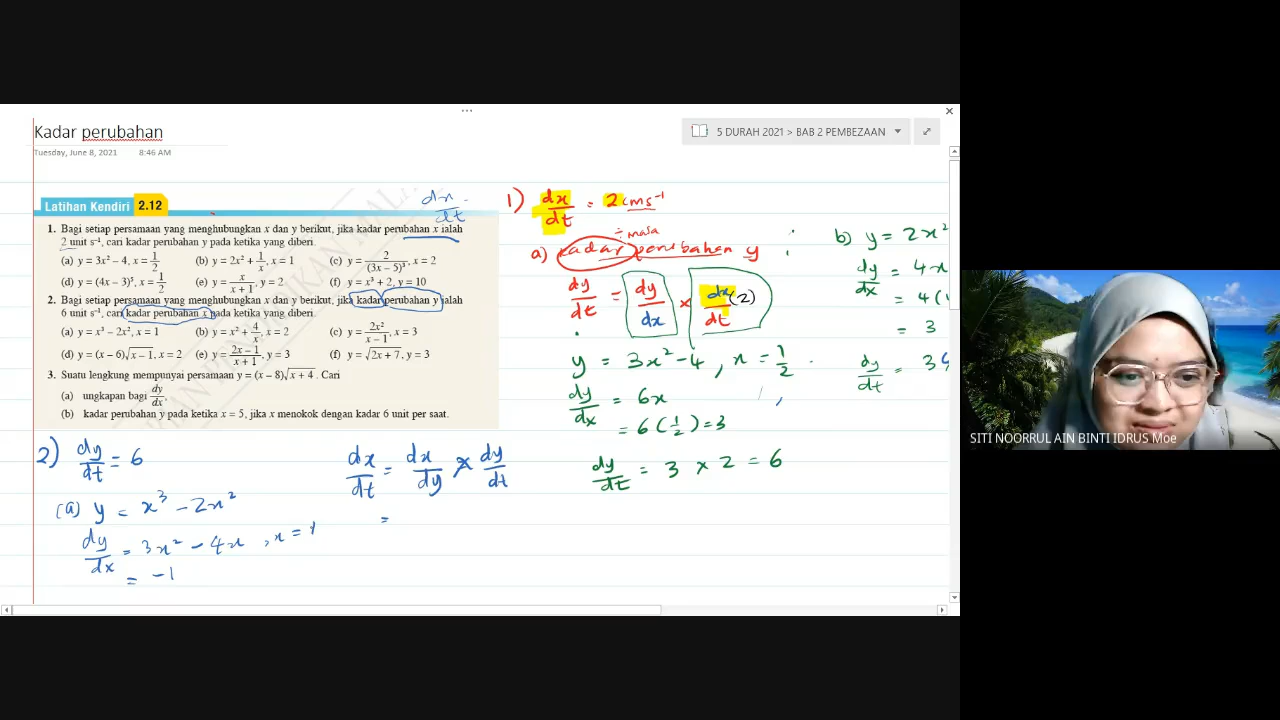 Kadar perubahan
Tuesday, June 8, 2021 8:46 AM
5 DURAH 2021 > BAB 2 PEMBEZAAN
Latihan Kendiri 2.12
dx/dt
1. Bagi setiap persamaan yang menghubungkan x dan y berikut, jika kadar perubahan x ialah
2 unit s⁻¹, cari kadar perubahan y pada ketika yang diberi.
(a) y = 3x² – 4, x = 1/2 (b) y = 2x² + 1/x, x = 1 (c) y = 2/(3x – 5)³, x = 2
(d) y = (4x – 3)⁵, x = 1/2 (e) y = x/(x + 1), y = 2 (f) y = x³ + 2, y = 10
2. Bagi setiap persamaan yang menghubungkan x dan y berikut, jika kadar perubahan y ialah
6 unit s⁻¹, cari kadar perubahan x pada ketika yang diberi.
(a) y = x³ – 2x², x = 1 (b) y = x² + 4/x, x = 2 (c) y = 2x²/(x – 1), x = 3
(d) y = (x – 6)√(x – 1), x = 2 (e) y = (2x – 1)/(x + 1), y = 3 (f) y = √(2x + 7), y = 3
3. Suatu lengkung mempunyai persamaan y = (x – 8)√(x + 4). Cari
(a) ungkapan bagi dy/dx.
(b) kadar perubahan y pada ketika x = 5, jika x menokok dengan kadar 6 unit per saat.
2) dy/dt = 6
(a) y = x³ – 2x²
dy/dx = 3x² – 4x, x = 1
= –1
dx/dt = dx/dy × dy/dt
=
1) dx/dt = 2 cms⁻¹
÷ masa
a) kadar perubahan y
dy/dt = dy/dx × dx/dt (2)
y = 3x² – 4, x = 1/2
dy/dx = 6x
= 6(1/2) = 3
dy/dt = 3 × 2 = 6
b) y = 2x²
dy/dx = 4x
= 4(
= 3
dy/dt = 3
SITI NOORRUL AIN BINTI IDRUS Moe